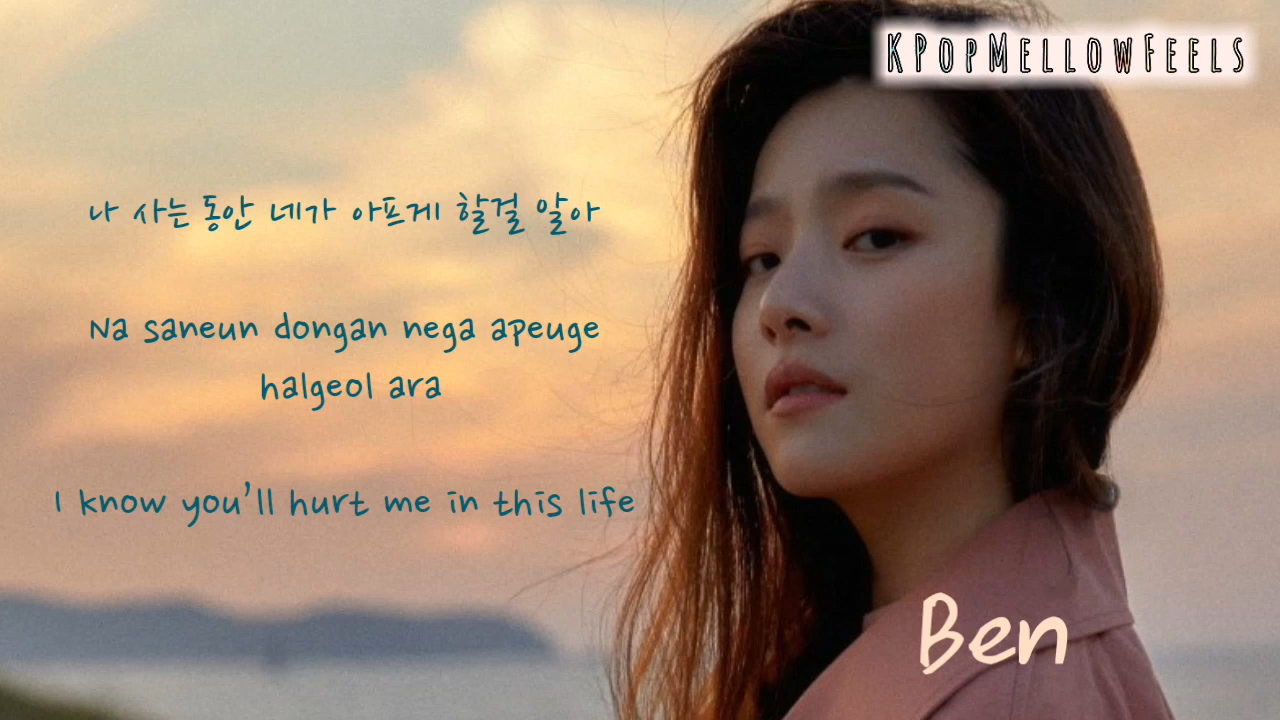 KPopMellowFeels
나 사는 동안 네가 아프게 할걸 알아
Na saneun dongan nega apeuge
halgeol ara
I know you'll hurt me in this life
Ben